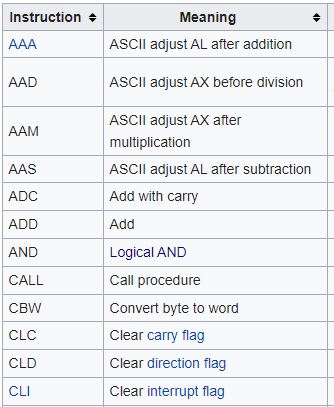 Instruction Meaning
AAA ASCII adjust AL after addition
AAD ASCII adjust AX before division
AAM ASCII adjust AX after
multiplication
AAS ASCII adjust AL after subtraction
ADC Add with carry
ADD Add
AND Logical AND
CALL Call procedure
CBW Convert byte to word
CLC Clear carry flag
CLD Clear direction flag
CLI Clear interrupt flag